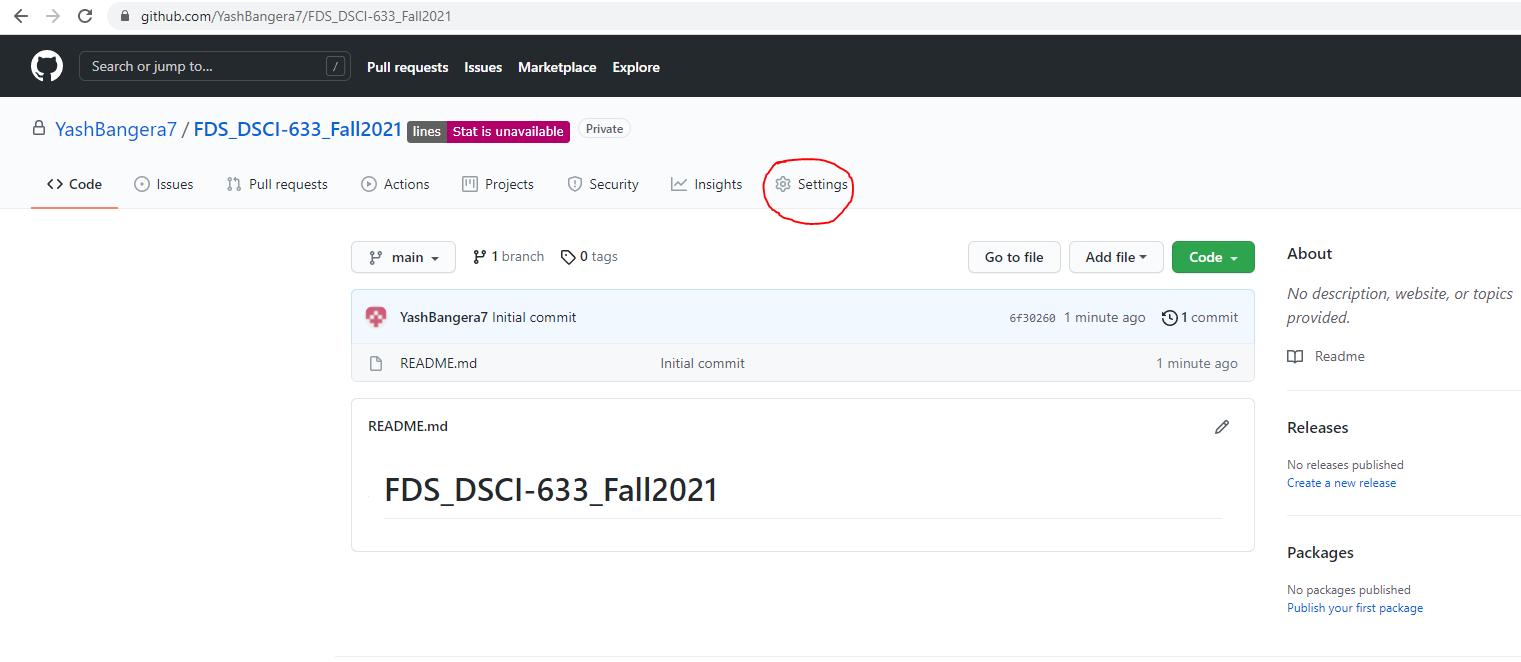 github.com/YashBangera7/FDS_DSCI-633_Fall2021
Search or jump to... /
Pull requests Issues Marketplace Explore
YashBangera7 / FDS_DSCI-633_Fall2021 lines Stat is unavailable Private
Code Issues Pull requests Actions Projects Security Insights Settings
main 1 branch 0 tags Go to file Add file Code
YashBangera7 Initial commit 6f30260 1 minute ago 1 commit
README.md Initial commit 1 minute ago
README.md
FDS_DSCI-633_Fall2021
About
No description, website, or topics
provided.
Readme
Releases
No releases published
Create a new release
Packages
No packages published
Publish your first package